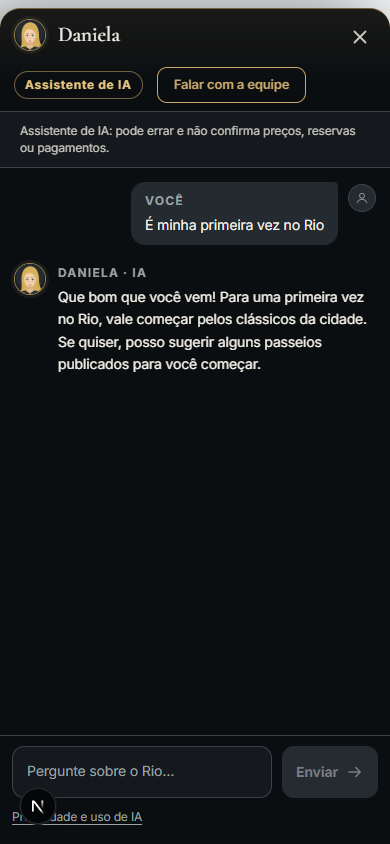 Daniela
Assistente de IA
Falar com a equipe
Assistente de IA: pode errar e não confirma preços, reservas
ou pagamentos.
VOCÊ
É minha primeira vez no Rio
DANIELA · IA
Que bom que você vem! Para uma primeira vez
no Rio, vale começar pelos clássicos da cidade.
Se quiser, posso sugerir alguns passeios
publicados para você começar.
Pergunte sobre o Rio...
Enviar →
N
e uso de IA